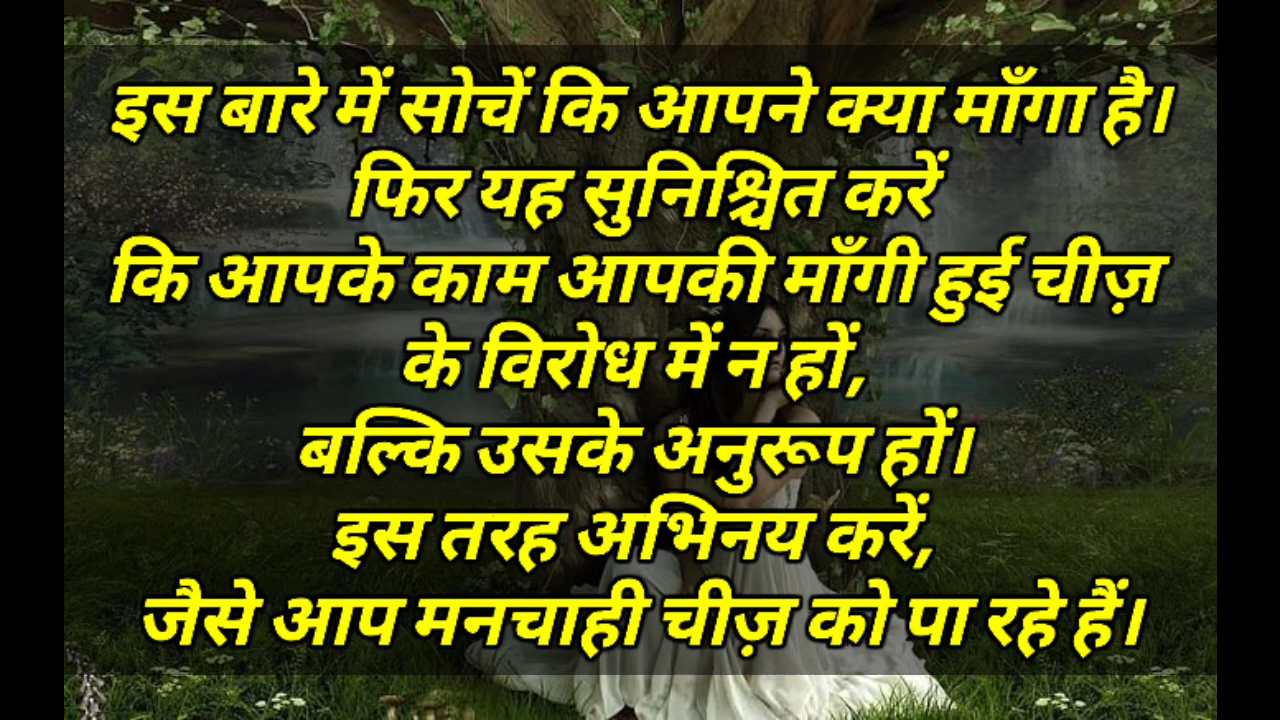 इस बारे में सोचें कि आपने क्या माँगा है।
फिर यह सुनिश्चित करें
कि आपके काम आपकी माँगी हुई चीज़
के विरोध में न हों,
बल्कि उसके अनुरूप हों।
इस तरह अभिनय करें,
जैसे आप मनचाही चीज़ को पा रहे हैं।